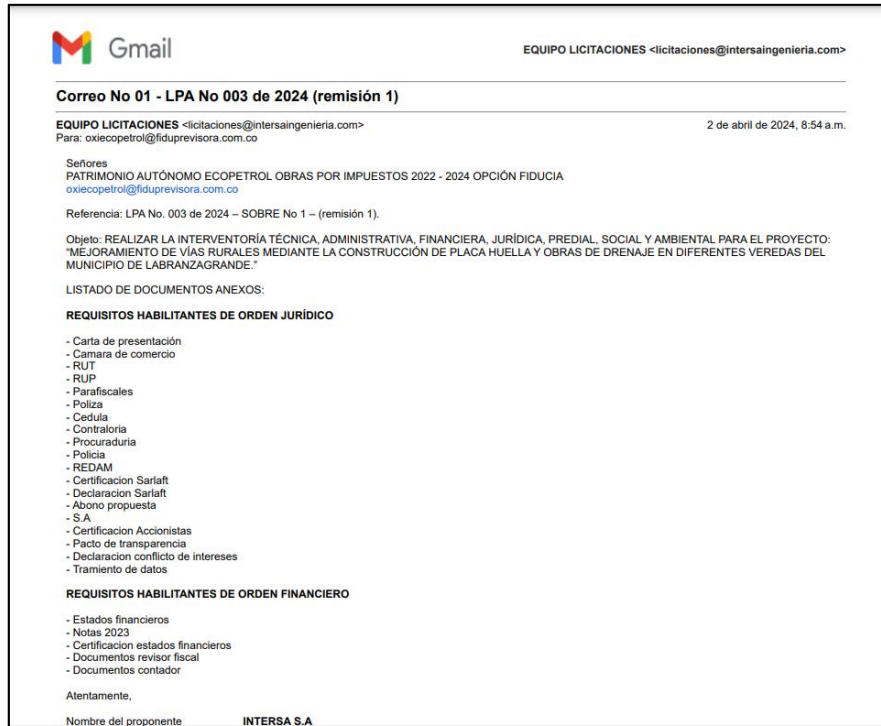 Gmail
EQUIPO LICITACIONES <licitaciones@intersaingenieria.com>
Correo No 01 - LPA No 003 de 2024 (remisión 1)
EQUIPO LICITACIONES <licitaciones@intersaingenieria.com>
2 de abril de 2024, 8:54 a.m.
Para: oxiecopetrol@fiduprevisora.com.co
Señores
PATRIMONIO AUTÓNOMO ECOPETROL OBRAS POR IMPUESTOS 2022 - 2024 OPCIÓN FIDUCIA
oxiecopetrol@fiduprevisora.com.co
Referencia: LPA No. 003 de 2024 – SOBRE No 1 – (remisión 1).
Objeto: REALIZAR LA INTERVENTORÍA TÉCNICA, ADMINISTRATIVA, FINANCIERA, JURÍDICA, PREDIAL, SOCIAL Y AMBIENTAL PARA EL PROYECTO:
"MEJORAMIENTO DE VÍAS RURALES MEDIANTE LA CONSTRUCCIÓN DE PLACA HUELLA Y OBRAS DE DRENAJE EN DIFERENTES VEREDAS DEL
MUNICIPIO DE LABRANZAGRANDE."
LISTADO DE DOCUMENTOS ANEXOS:
REQUISITOS HABILITANTES DE ORDEN JURÍDICO
- Carta de presentación
- Camara de comercio
- RUT
- RUP
- Parafiscales
- Poliza
- Cedula
- Contraloria
- Procuraduria
- Policia
- REDAM
- Certificacion Sarlaft
- Declaracion Sarlaft
- Abono propuesta
- S.A
- Certificacion Accionistas
- Pacto de transparencia
- Declaracion conflicto de intereses
- Tramiento de datos
REQUISITOS HABILITANTES DE ORDEN FINANCIERO
- Estados financieros
- Notas 2023
- Certificacion estados financieros
- Documentos revisor fiscal
- Documentos contador
Atentamente,
Nombre del proponente INTERSA S.A